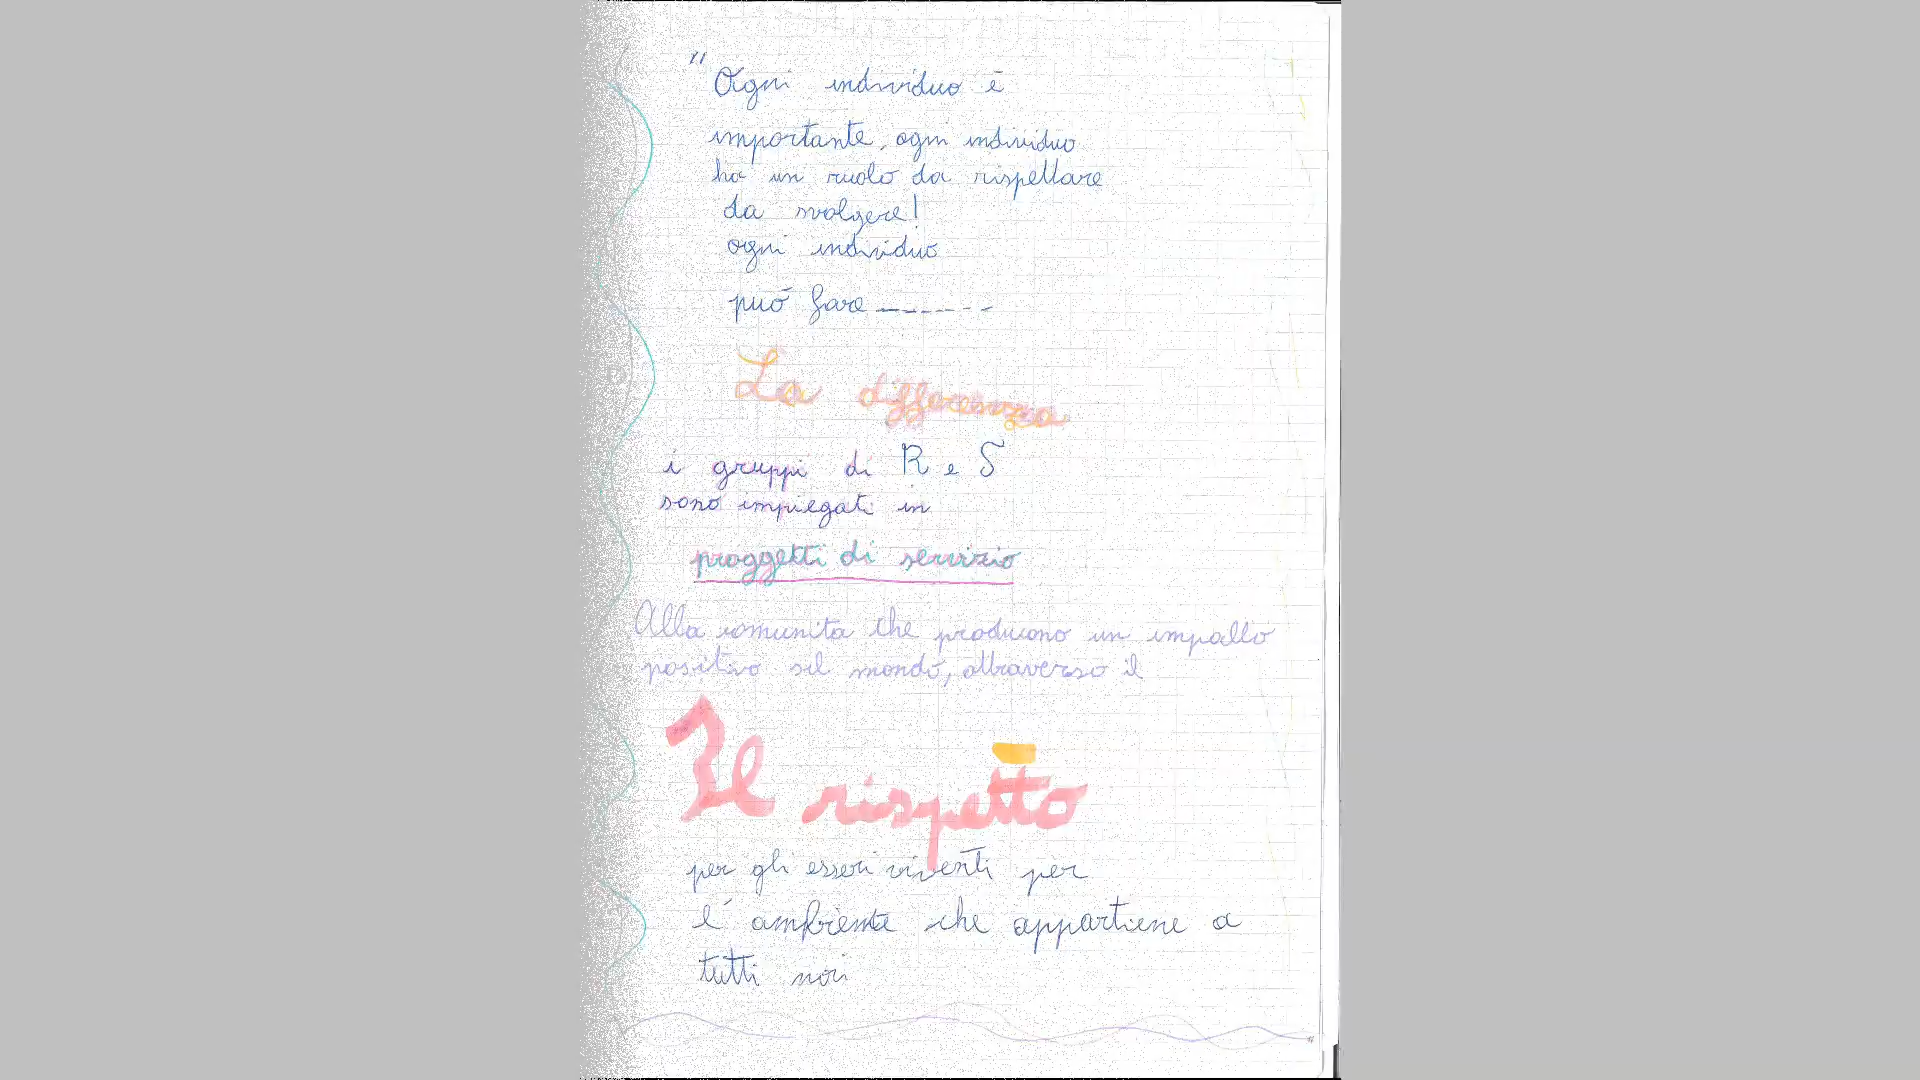 "Ogni individuo è
importante, ogni individuo
ha un ruolo da rispettare
da svolgere!
ogni individuo
può fare -------
La differenza
i gruppi di R e S
sono impiegati in
proggetti di servizio
Alla comunita che producono un impatto
positivo sul mondo, attraverso il
Il rispetto
per gli esseri viventi per
l'ambiente che appartiene a
tutti noi